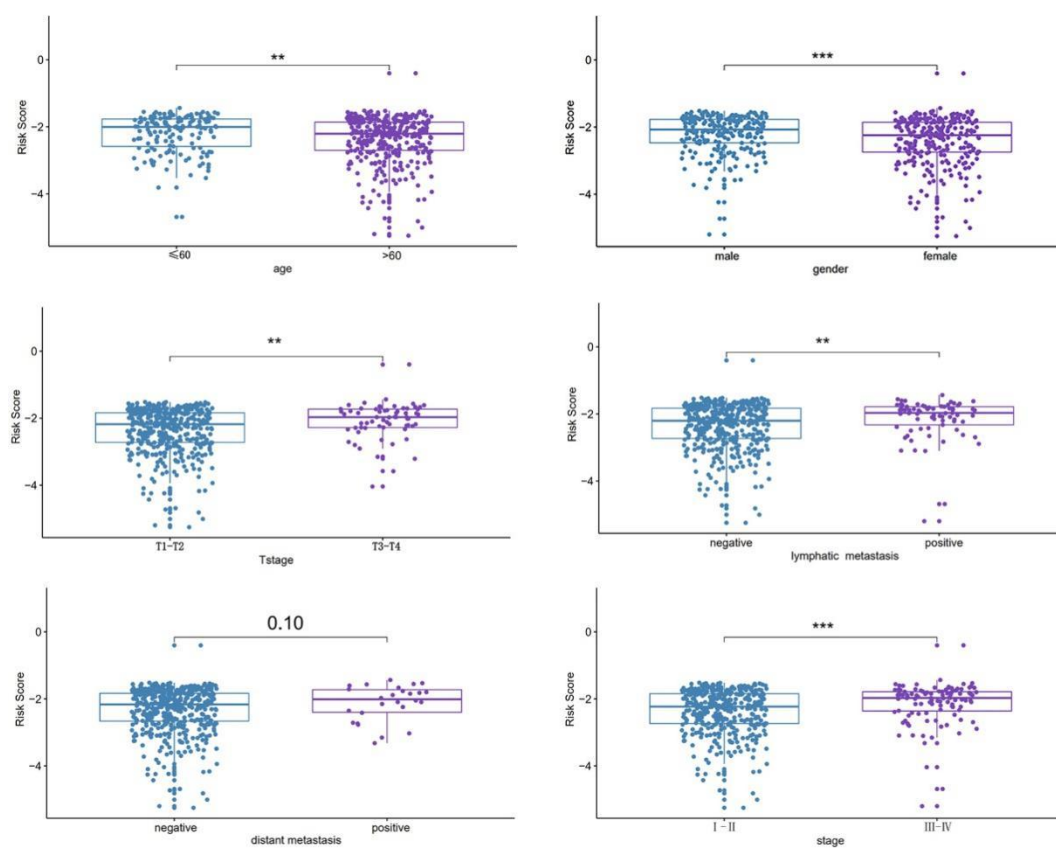 **
0
−2
−4
Risk Score
⩽60
>60
age
***
0
−2
−4
Risk Score
male
female
gender
**
0
−2
−4
Risk Score
T1−T2
T3−T4
Tstage
**
0
−2
−4
Risk Score
negative
positive
lymphatic metastasis
0.10
0
−2
−4
Risk Score
negative
positive
distant metastasis
***
0
−2
−4
Risk Score
I−II
III−IV
stage